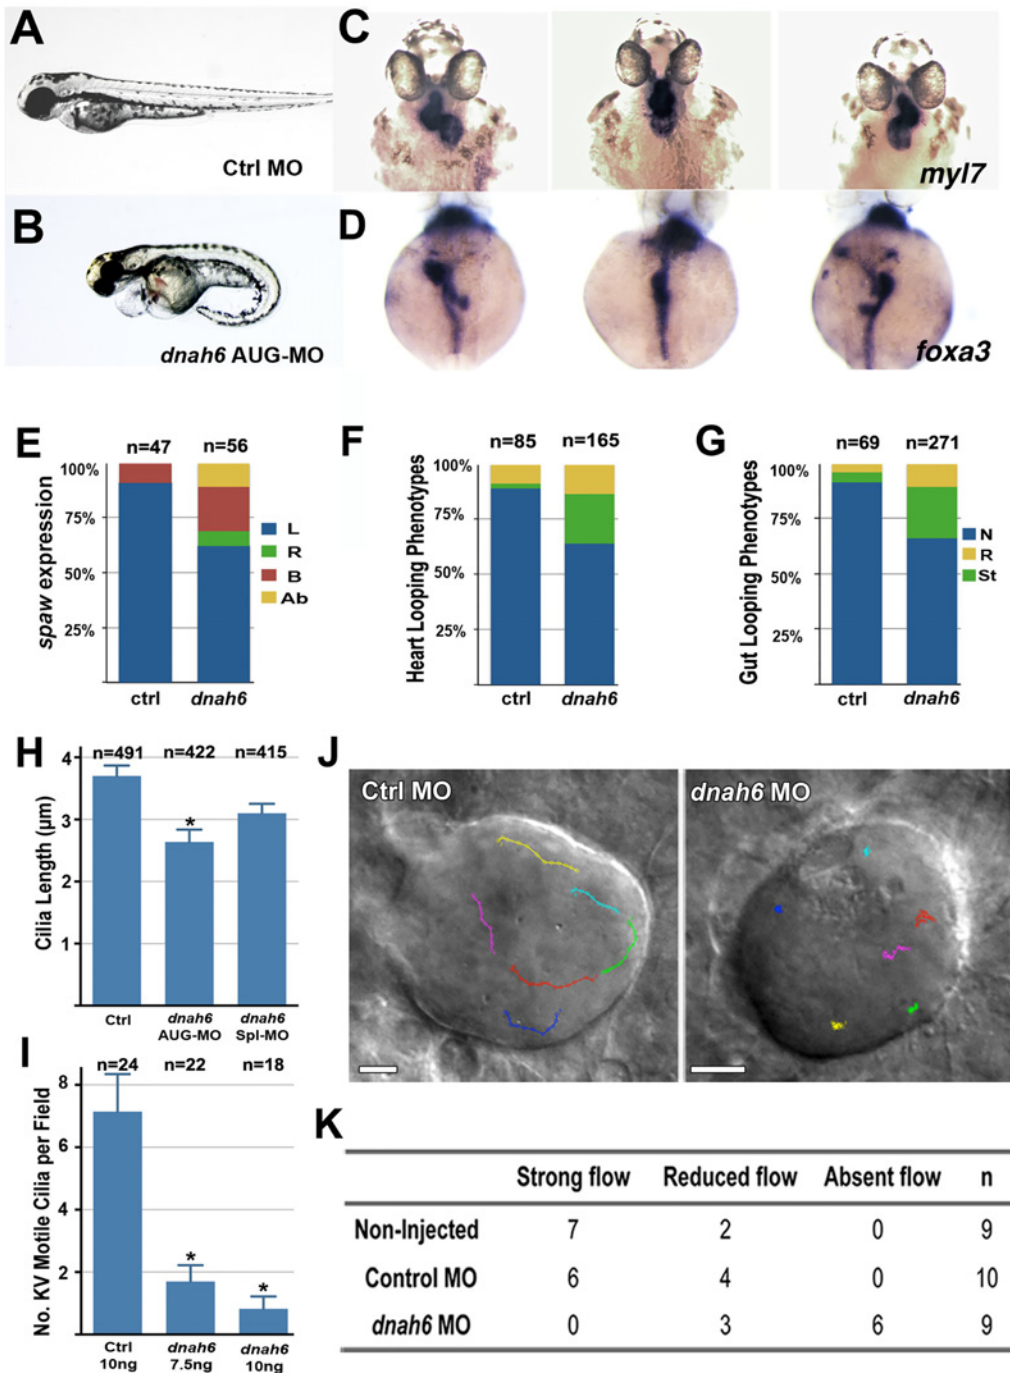 A
Ctrl MO
B
dnah6 AUG-MO
C
myl7
D
foxa3
E
n=47 n=56
100%
75%
50%
25%
spaw expression
ctrl dnah6
L
R
B
Ab
F
n=85 n=165
100%
75%
50%
25%
Heart Looping Phenotypes
ctrl dnah6
G
n=69 n=271
100%
75%
50%
25%
Gut Looping Phenotypes
ctrl dnah6
N
R
St
H
n=491 n=422 n=415
4
3
2
1
Cilia Length (μm)
*
Ctrl
dnah6
AUG-MO
dnah6
Spl-MO
I
n=24 n=22 n=18
8
6
4
2
No. KV Motile Cilia per Field
* *
Ctrl
10ng
dnah6
7.5ng
dnah6
10ng
J
Ctrl MO
dnah6 MO
K
Strong flow Reduced flow Absent flow n
Non-Injected 7 2 0 9
Control MO 6 4 0 10
dnah6 MO 0 3 6 9